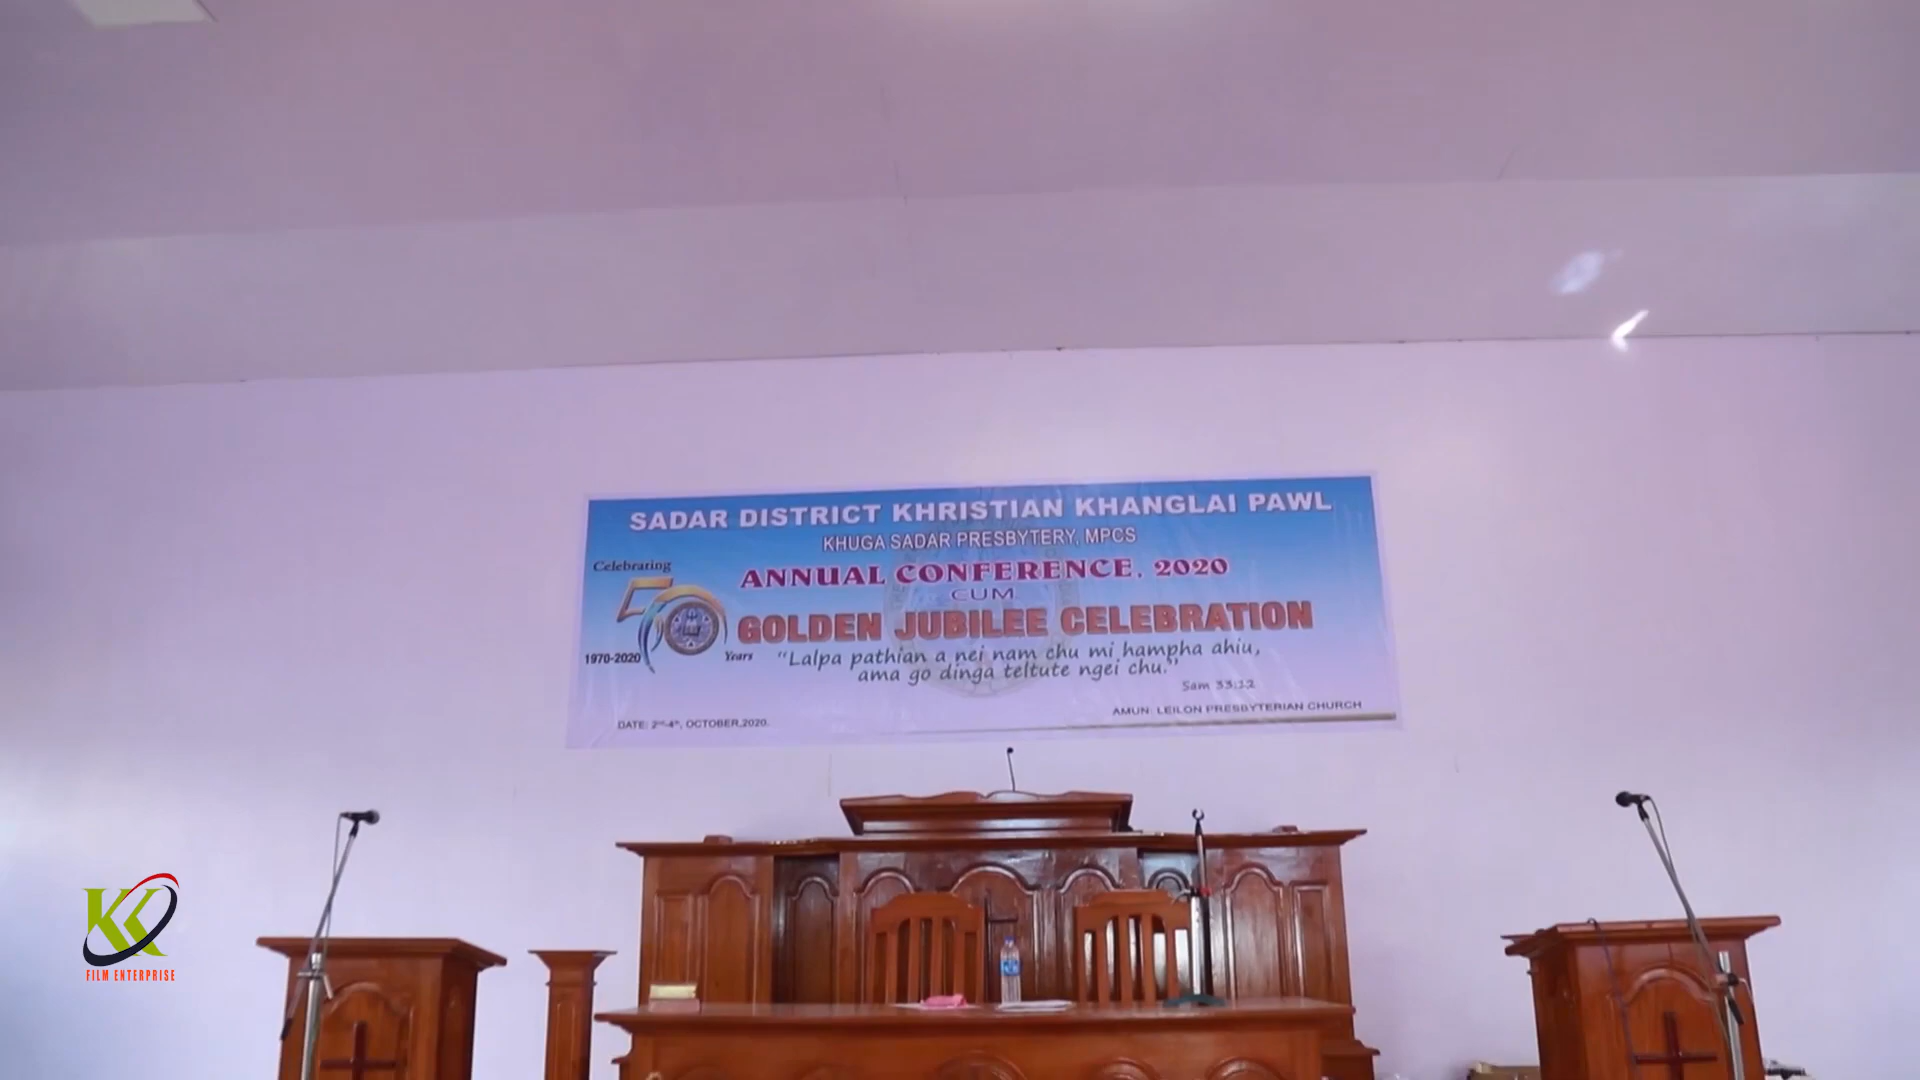 SADAR DISTRICT KHRISTIAN KHANGLAI PAWL
KHUGA SADAR PRESBYTERY, MPCS
Celebrating
50
1970-2020
Years
ANNUAL CONFERENCE, 2020
CUM
GOLDEN JUBILEE CELEBRATION
"Lalpa pathian a nei nam chu mi hampha ahiu,
ama go dinga teltute ngei chu."
Sam 33:12
DATE: 2nd-4th, OCTOBER,2020.
AMUN: LEILON PRESBYTERIAN CHURCH
KK
FILM ENTERPRISE